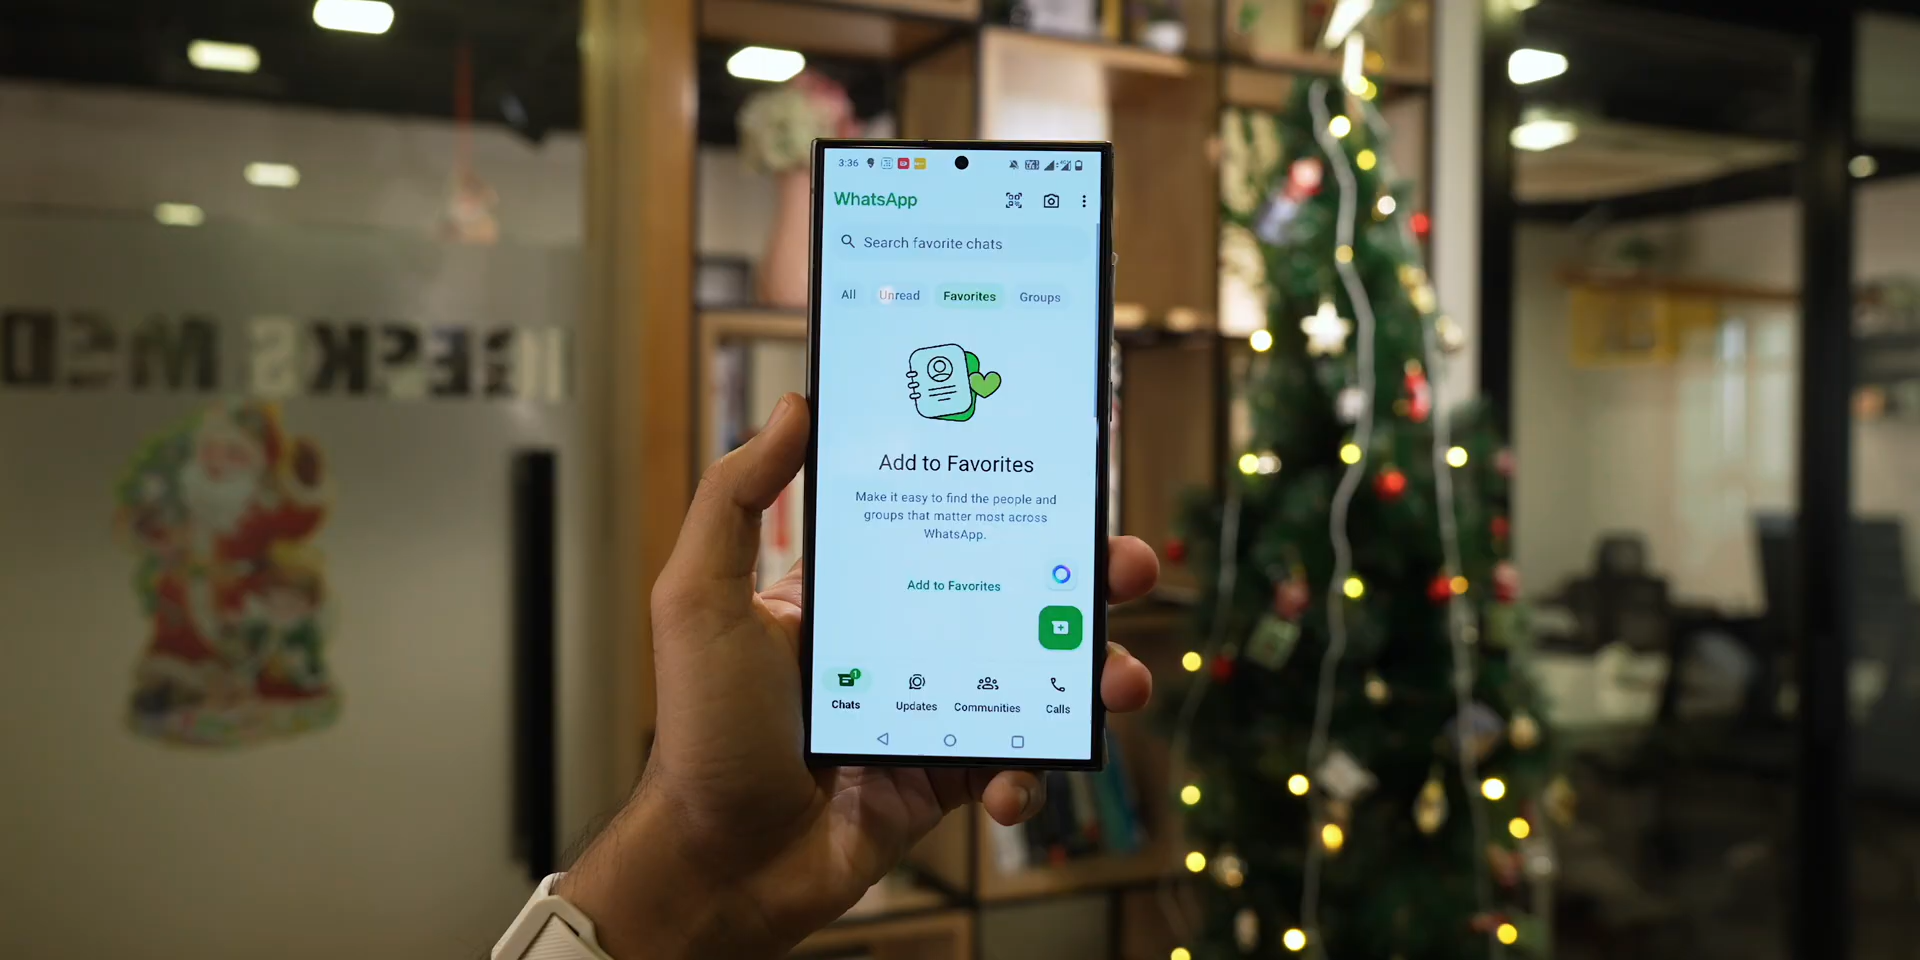 3:36
WhatsApp
Search favorite chats
All Unread Favorites Groups
Add to Favorites
Make it easy to find the people and
groups that matter most across
WhatsApp.
Add to Favorites
1
Chats Updates Communities Calls